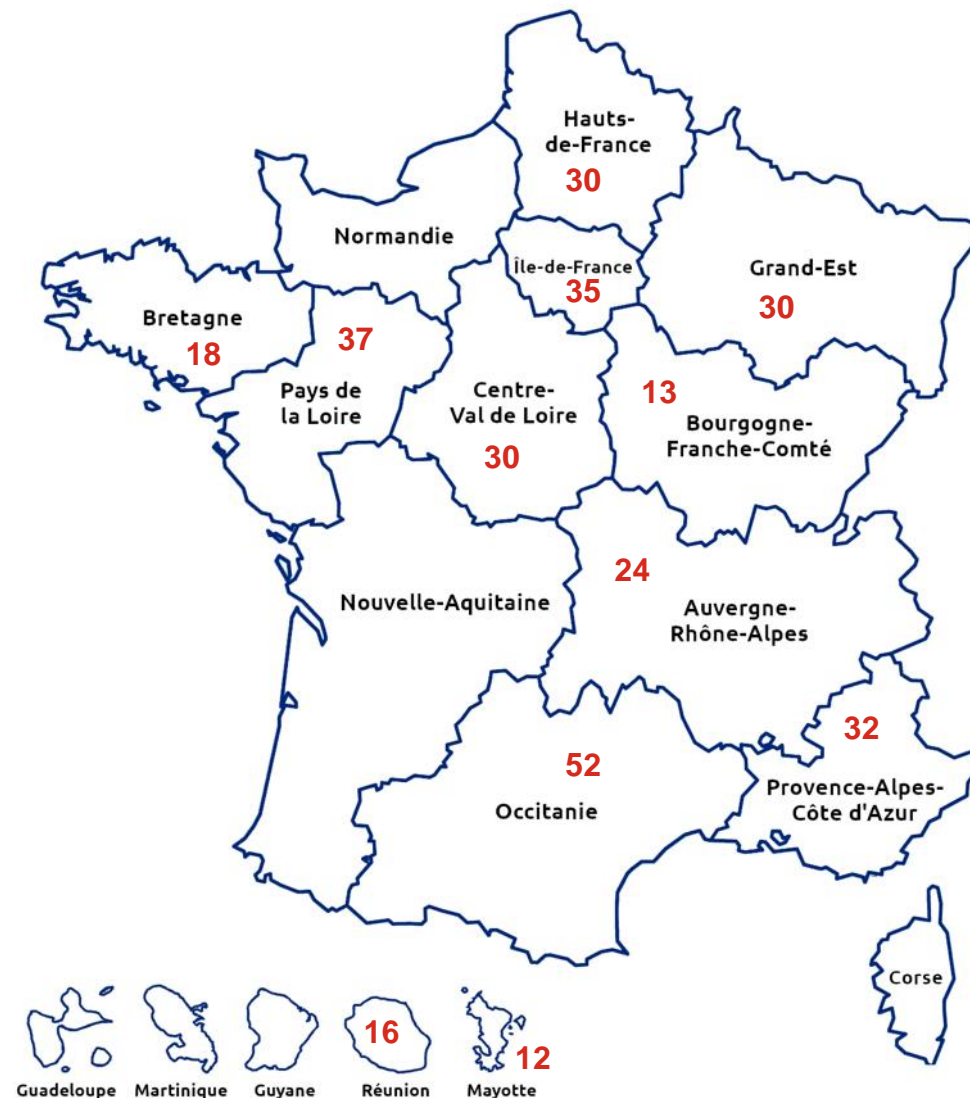 Hauts-
de-France
30
Normandie
Île-de-France
35
Grand-Est
30
Bretagne
18
37
Pays de
la Loire
Centre-
Val de Loire
30
13
Bourgogne-
Franche-Comté
24
Auvergne-
Rhône-Alpes
Nouvelle-Aquitaine
32
Provence-Alpes-
Côte d'Azur
52
Occitanie
Corse
16
12
Guadeloupe
Martinique
Guyane
Réunion
Mayotte